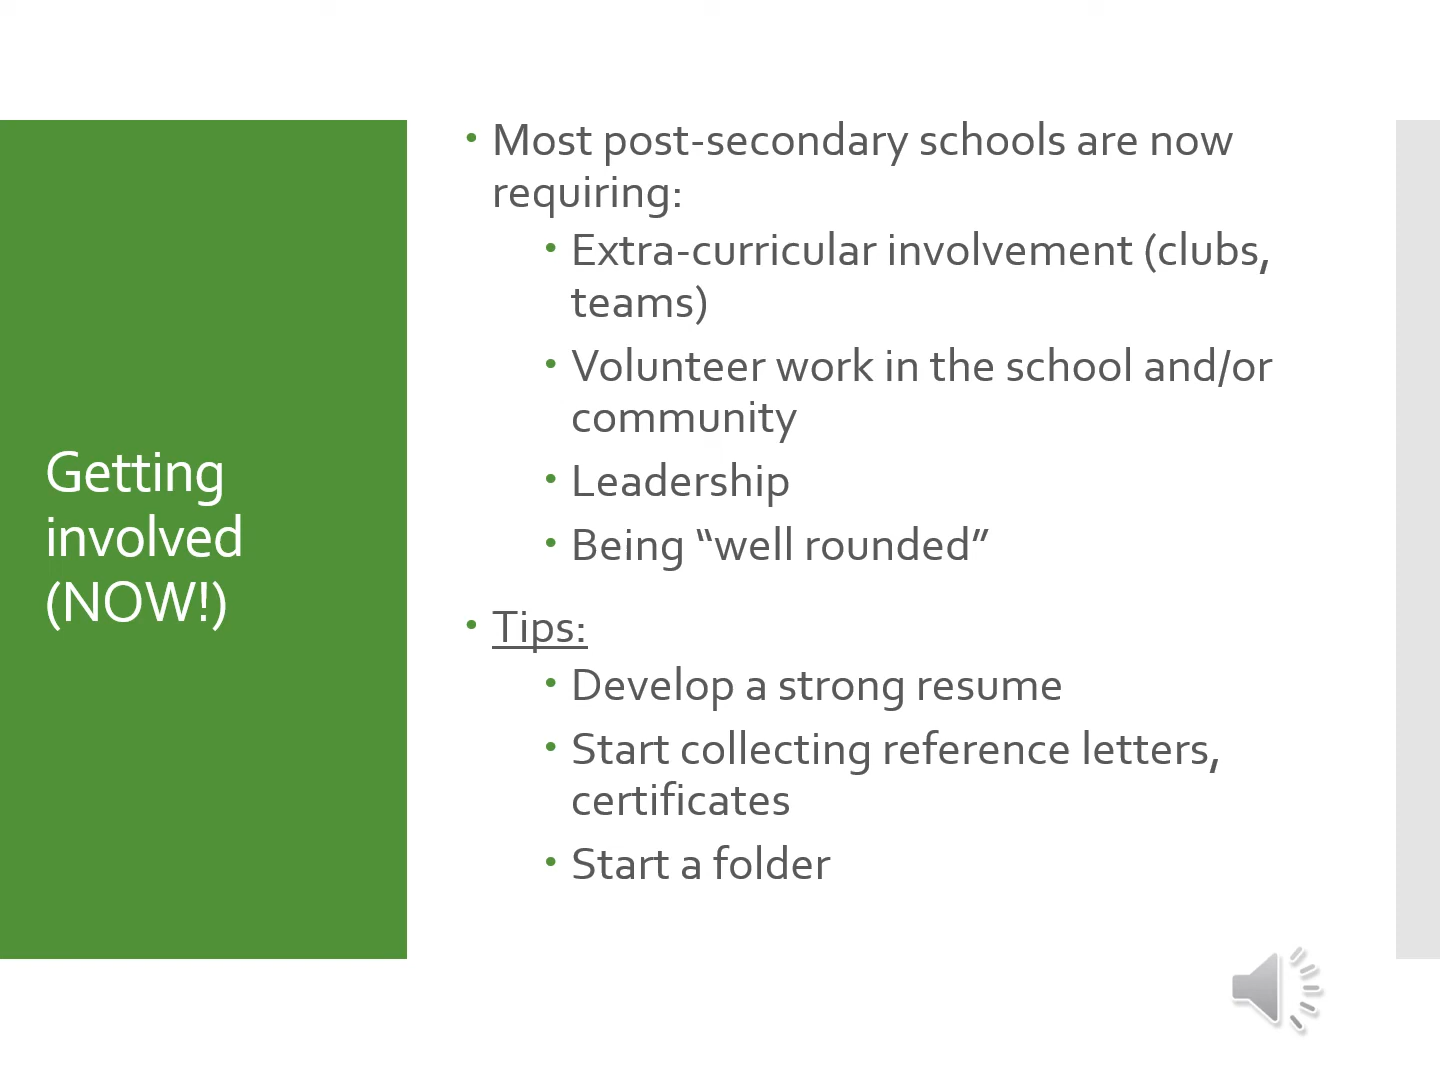 Getting
involved
(NOW!)
• Most post-secondary schools are now
requiring:
• Extra-curricular involvement (clubs,
teams)
• Volunteer work in the school and/or
community
• Leadership
• Being “well rounded”
• Tips:
• Develop a strong resume
• Start collecting reference letters,
certificates
• Start a folder